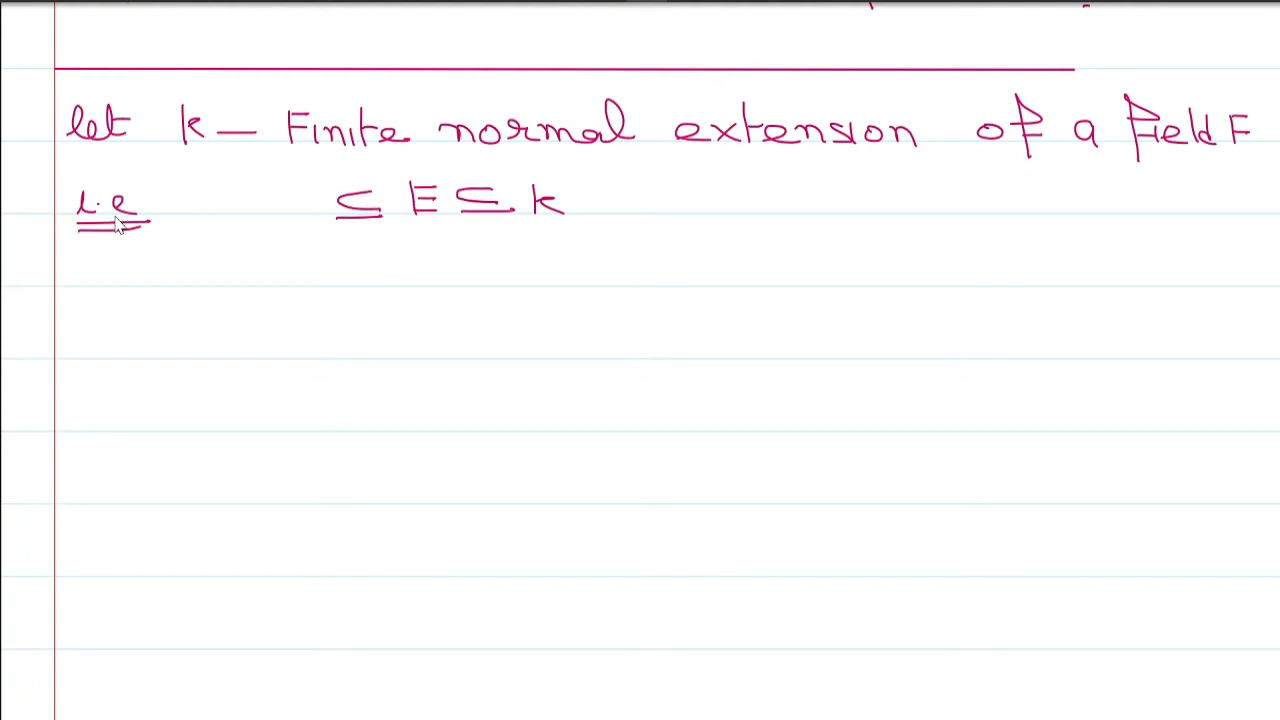 let k – Finite normal extension of a field F
i.e ⊆ E ⊆ k